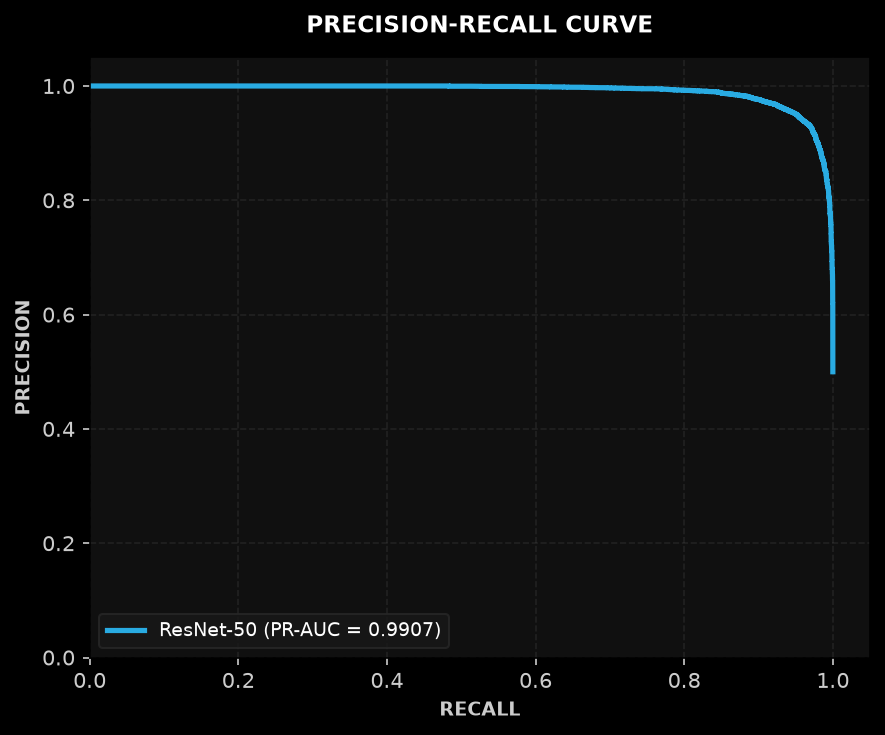 PRECISION-RECALL CURVE
PRECISION
1.0
0.8
0.6
0.4
0.2
0.0
ResNet-50 (PR-AUC = 0.9907)
0.0 0.2 0.4 0.6 0.8 1.0
RECALL